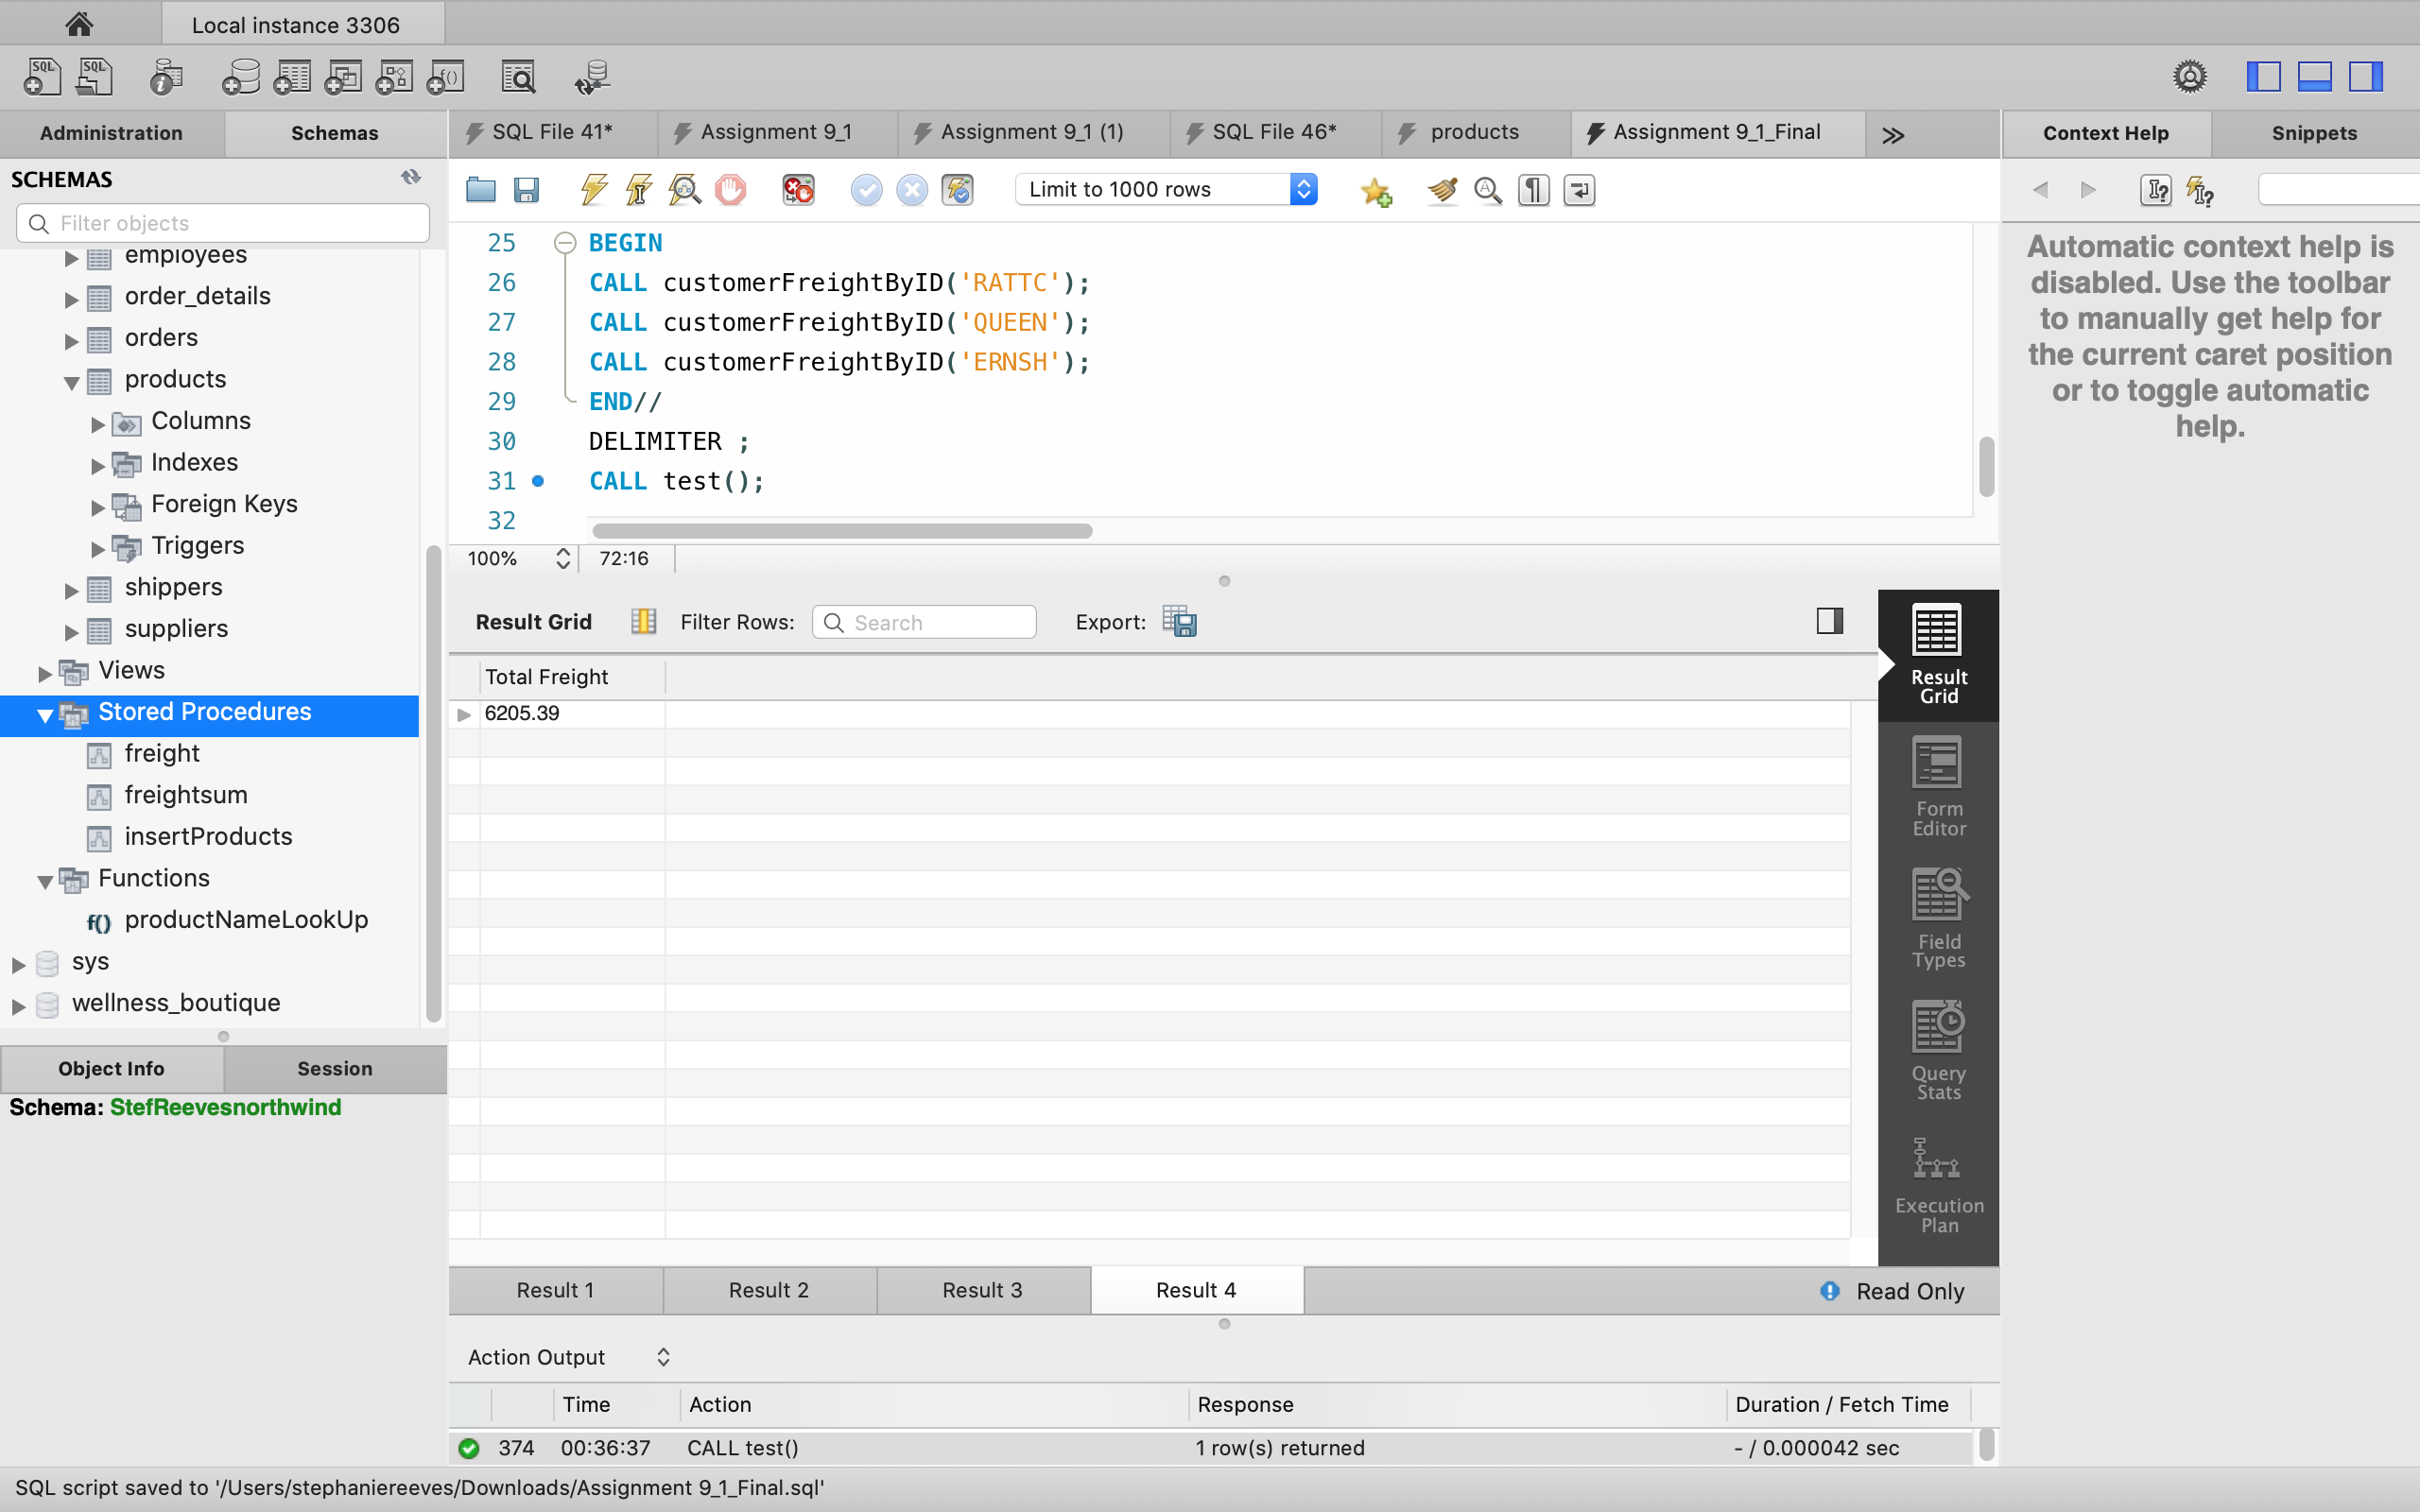 Local instance 3306
SQL SQL
Administration Schemas
SCHEMAS
Filter objects
employees
order_details
orders
products
Columns
Indexes
Foreign Keys
Triggers
shippers
suppliers
Views
Stored Procedures
freight
freightsum
insertProducts
Functions
f() productNameLookUp
sys
wellness_boutique
Object Info Session
Schema: StefReevesnorthwind
SQL File 41* Assignment 9_1 Assignment 9_1 (1) SQL File 46* products Assignment 9_1_Final
Limit to 1000 rows
25 BEGIN
26 CALL customerFreightByID('RATTC');
27 CALL customerFreightByID('QUEEN');
28 CALL customerFreightByID('ERNSH');
29 END//
30 DELIMITER ;
31 CALL test();
32
100% 72:16
Result Grid Filter Rows: Search Export:
Total Freight
6205.39
Result
Grid
Form
Editor
Field
Types
Query
Stats
Execution
Plan
Result 1 Result 2 Result 3 Result 4 Read Only
Action Output
Time Action Response Duration / Fetch Time
374 00:36:37 CALL test() 1 row(s) returned - / 0.000042 sec
Context Help Snippets
Automatic context help is
disabled. Use the toolbar
to manually get help for
the current caret position
or to toggle automatic
help.
SQL script saved to '/Users/stephaniereeves/Downloads/Assignment 9_1_Final.sql'